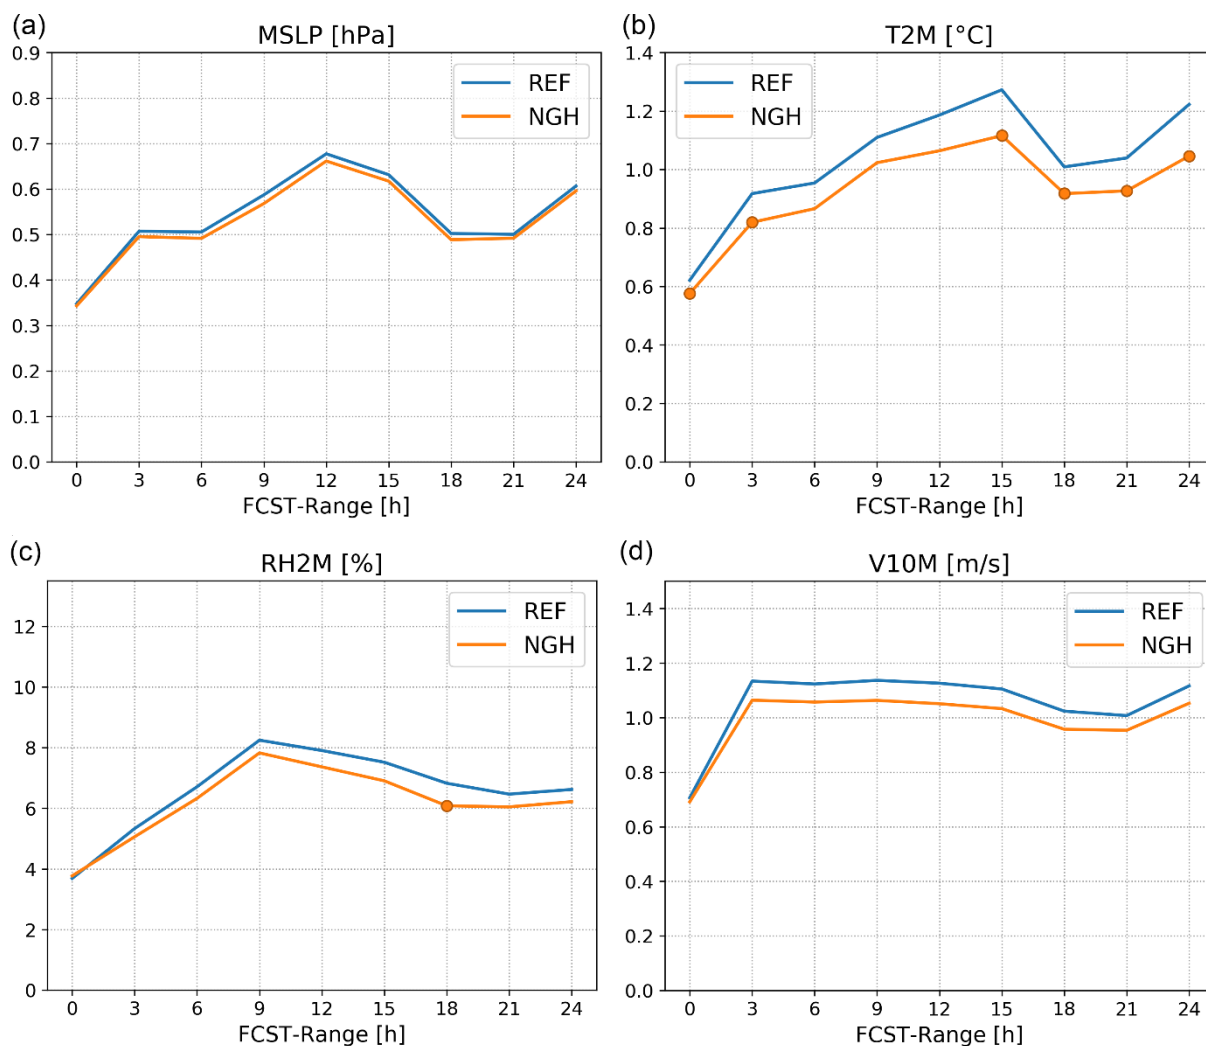 (a)
MSLP [hPa]
REF
NGH
0.9
0.8
0.7
0.6
0.5
0.4
0.3
0.2
0.1
0.0
0 3 6 9 12 15 18 21 24
FCST-Range [h]
(b)
T2M [°C]
REF
NGH
1.4
1.2
1.0
0.8
0.6
0.4
0.2
0.0
0 3 6 9 12 15 18 21 24
FCST-Range [h]
(c)
RH2M [%]
REF
NGH
12
10
8
6
4
2
0
0 3 6 9 12 15 18 21 24
FCST-Range [h]
(d)
V10M [m/s]
REF
NGH
1.4
1.2
1.0
0.8
0.6
0.4
0.2
0.0
0 3 6 9 12 15 18 21 24
FCST-Range [h]